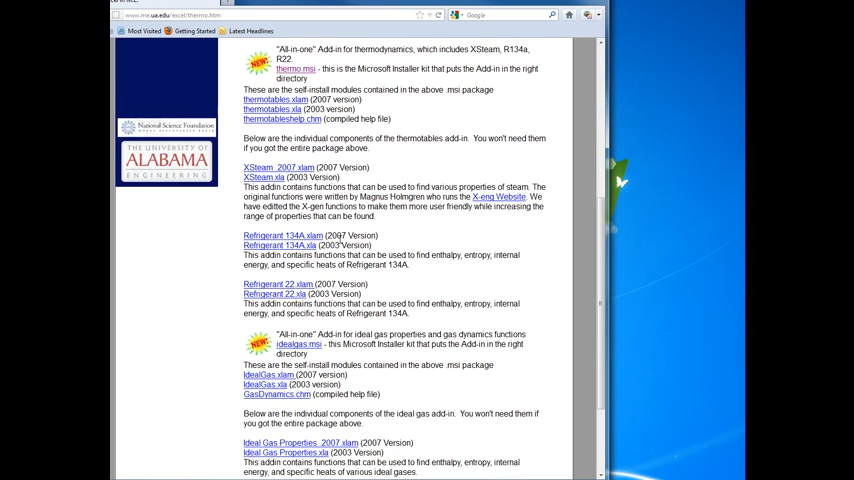 www.me.ua.edu/excel/thermo.htm
Google
Most Visited
Getting Started
Latest Headlines
"All-in-one" Add-in for thermodynamics, which includes XSteam, R134a,
R22.
NEW!
thermo.msi - this is the Microsoft Installer kit that puts the Add-in in the right
directory
These are the self-install modules contained in the above .msi package
thermotables.xlam (2007 version)
thermotables.xla (2003 version)
thermotableshelp.chm (compiled help file)
National Science Foundation
Below are the individual components of the thermotables add-in. You won't need them
if you got the entire package above.
THE UNIVERSITY OF
ALABAMA
ENGINEERING
XSteam_2007.xlam (2007 Version)
XSteam.xla (2003 Version)
This addin contains functions that can be used to find various properties of steam. The
original functions were written by Magnus Holmgren who runs the X-eng Website. We
have editted the X-gen functions to make them more user friendly while increasing the
range of properties that can be found.
Refrigerant 134A.xlam (2007 Version)
Refrigerant 134A.xla (2003 Version)
This addin contains functions that can be used to find enthalpy, entropy, internal
energy, and specific heats of Refrigerant 134A.
Refrigerant 22.xlam (2007 Version)
Refrigerant 22.xla (2003 Version)
This addin contains functions that can be used to find enthalpy, entropy, internal
energy, and specific heats of Refrigerant 134A.
"All-in-one" Add-in for ideal gas properties and gas dynamics functions
NEW!
idealgas.msi - this Microsoft Installer kit that puts the Add-in in the right
directory
These are the self-install modules contained in the above .msi package
IdealGas.xlam (2007 version)
IdealGas.xla (2003 version)
GasDynamics.chm (compiled help file)
Below are the individual components of the ideal gas add-in. You won't need them if
you got the entire package above.
Ideal Gas Properties_2007.xlam (2007 Version)
Ideal Gas Properties.xla (2003 Version)
This addin contains functions that can be used to find enthalpy, entropy, internal
energy, and specific heats of various ideal gases.